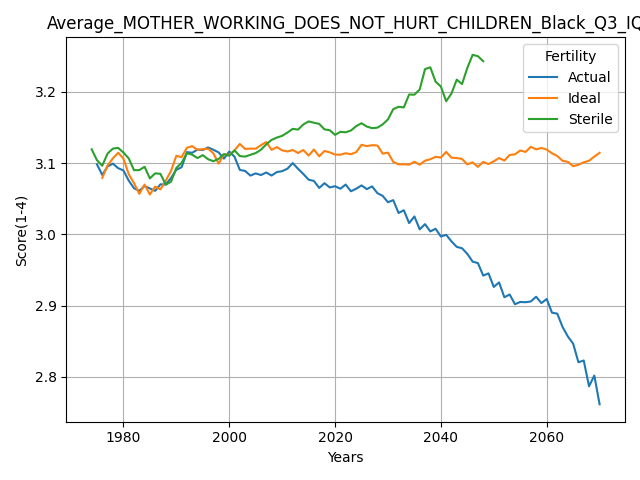 Average_MOTHER_WORKING_DOES_NOT_HURT_CHILDREN_Black_Q3_IQ
Fertility
Actual
Ideal
Sterile
Score(1-4)
3.2
3.1
3.0
2.9
2.8
1980 2000 2020 2040 2060
Years